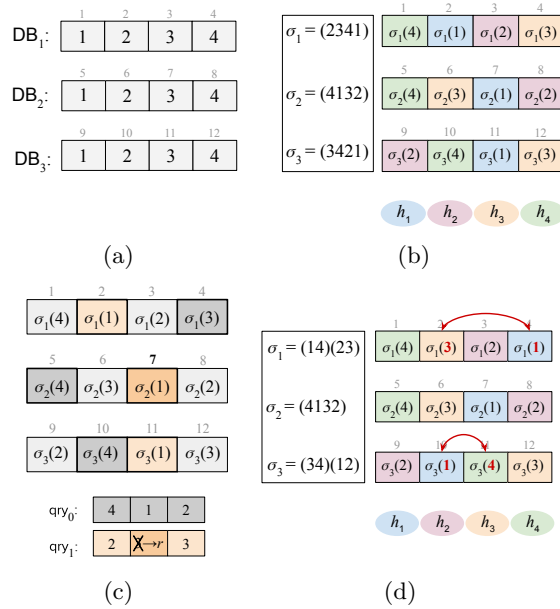 1 2 3 4
DB₁: 1 2 3 4
5 6 7 8
DB₂: 1 2 3 4
9 10 11 12
DB₃: 1 2 3 4
(a)
1 2 3 4
σ₁ = (2341) σ₁(4) σ₁(1) σ₁(2) σ₁(3)
5 6 7 8
σ₂ = (4132) σ₂(4) σ₂(3) σ₂(1) σ₂(2)
9 10 11 12
σ₃ = (3421) σ₃(2) σ₃(4) σ₃(1) σ₃(3)
h₁ h₂ h₃ h₄
(b)
1 2 3 4
σ₁(4) σ₁(1) σ₁(2) σ₁(3)
5 6 7 8
σ₂(4) σ₂(3) σ₂(1) σ₂(2)
9 10 11 12
σ₃(2) σ₃(4) σ₃(1) σ₃(3)
qry₀: 4 1 2
qry₁: 2 3→r 3
(c)
1 2 3 4
σ₁ = (14)(23) σ₁(4) σ₁(3) σ₁(2) σ₁(1)
5 6 7 8
σ₂ = (4132) σ₂(4) σ₂(3) σ₂(1) σ₂(2)
9 10 11 12
σ₃ = (34)(12) σ₃(2) σ₃(1) σ₃(4) σ₃(3)
h₁ h₂ h₃ h₄
(d)